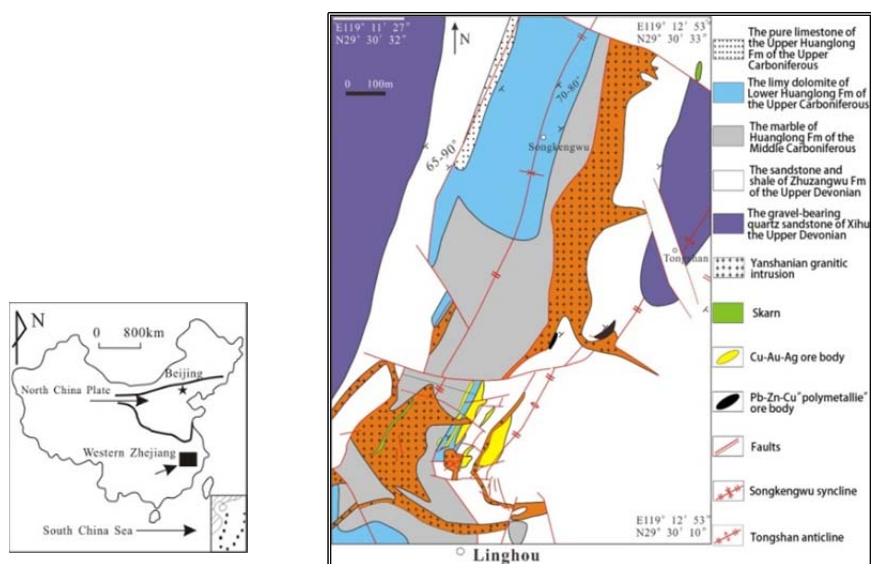 N
0 800km
Beijing
North China Plate
Western Zhejiang
South China Sea
E119° 11' 27"
N29° 30' 32"
N
E119° 12' 53"
N29° 30' 33"
0 100m
70-80°
Songkengwu
65-90°
Tongshan
E119° 12' 53"
N29° 30' 10"
Linghou
The pure limestone of
the Upper Huanglong
Fm of the Upper
Carboniferous
The limy dolomite of
Lower Huanglong Fm of
the Upper Carboniferous
The marble of
Huanglong Fm of the
Middle Carboniferous
The sandstone and
shale of Zhuzangwu Fm
of the Upper Devonian
The gravel-bearing
quartz sandstone of Xihu
the Upper Devonian
Yanshanian granitic
intrusion
Skarn
Cu-Au-Ag ore body
Pb-Zn-Cu"polymetallie"
ore body
Faults
Songkengwu syncline
Tongshan anticline